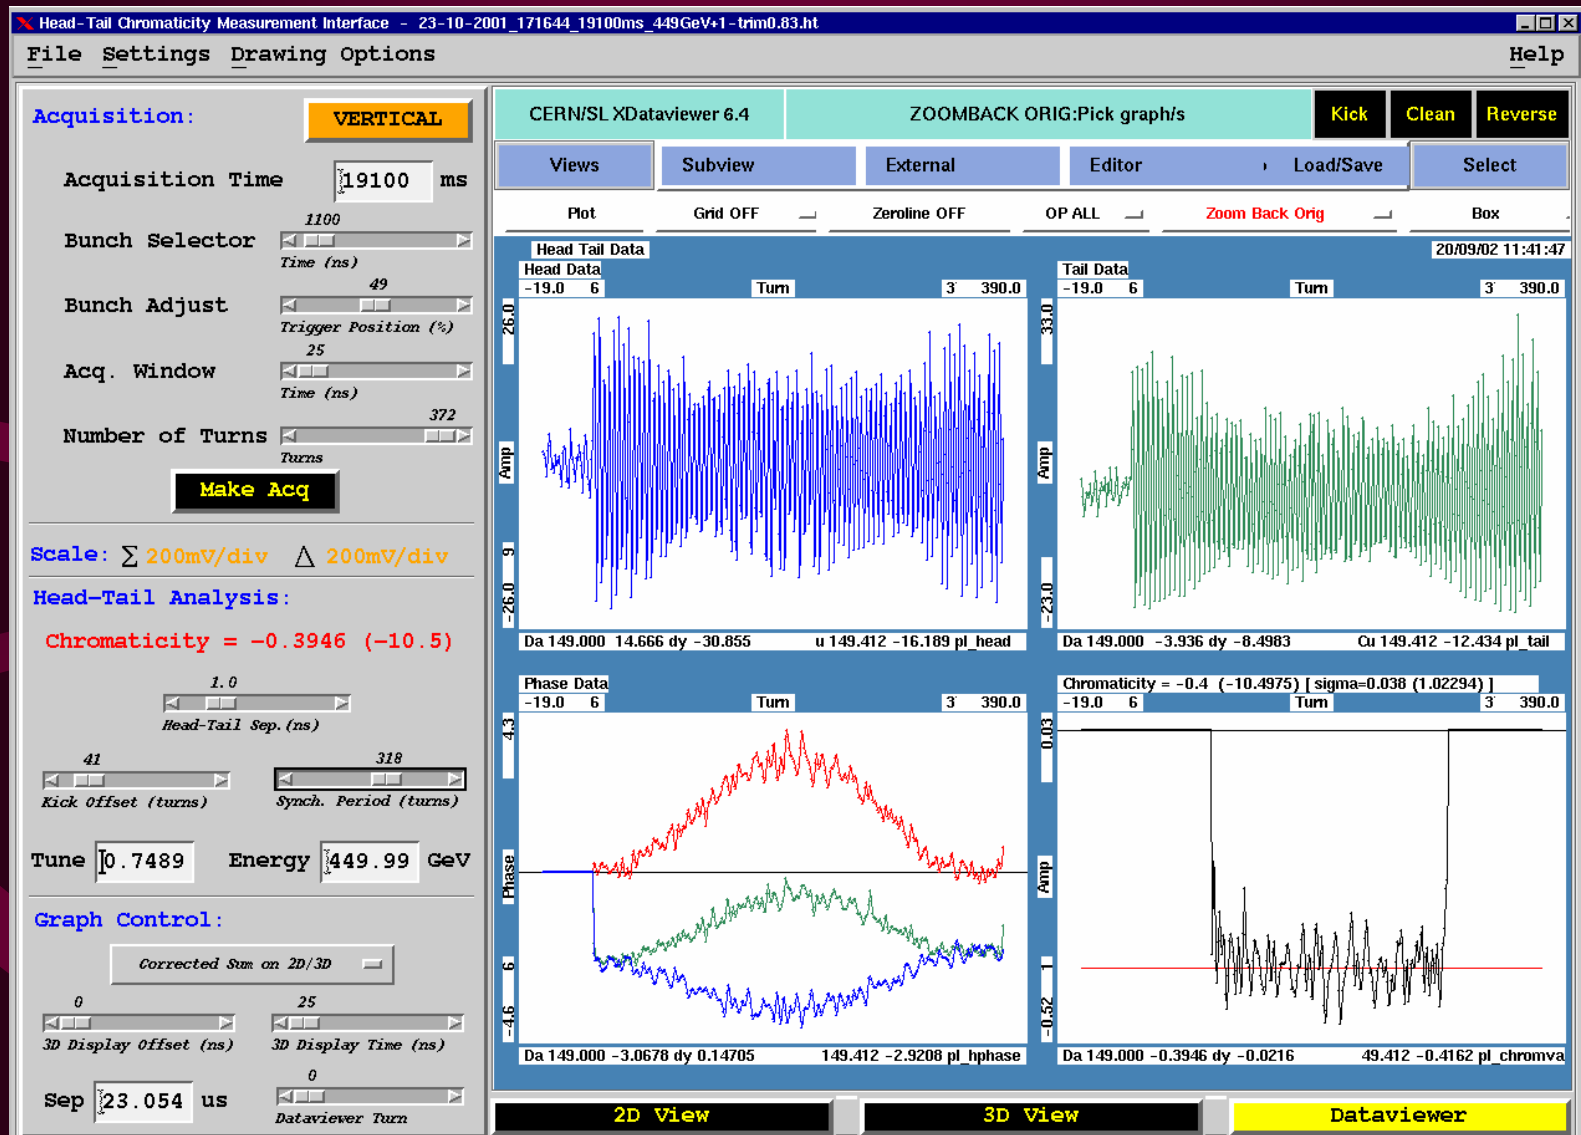 Head-Tail Chromaticity Measurement Interface - 23-10-2001_171644_19100ms_449GeV+1-trim0.83.ht
File Settings Drawing Options Help
Acquisition: VERTICAL
Acquisition Time 19100 ms
1100
Bunch Selector
Time (ns)
49
Bunch Adjust
Trigger Position (%)
25
Acq. Window
Time (ns)
372
Number of Turns
Turns
Make Acq
Scale: Σ 200mV/div Δ 200mV/div
Head-Tail Analysis:
Chromaticity = -0.3946 (-10.5)
1.0
Head-Tail Sep.(ns)
41 318
Kick Offset (turns) Synch. Period (turns)
Tune 0.7489 Energy 449.99 GeV
Graph Control:
Corrected Sum on 2D/3D
0 25
3D Display Offset (ns) 3D Display Time (ns)
0
Sep 23.054 us
Dataviewer Turn
CERN/SL XDataviewer 6.4 ZOOMBACK ORIG:Pick graph/s Kick Clean Reverse
Views Subview External Editor Load/Save Select
Plot Grid OFF Zeroline OFF OP ALL Zoom Back Orig Box
Head Tail Data 20/09/02 11:41:47
Head Data
-19.0 6 Turn 3 390.0
26.0
Amp
9
-26.0
Da 149.000 14.666 dy -30.855 u 149.412 -16.189 pl_head
Tail Data
-19.0 6 Turn 3 390.0
33.0
Amp
-23.0
Da 149.000 -3.936 dy -8.4983 Cu 149.412 -12.434 pl_tail
Phase Data
-19.0 6 Turn 3 390.0
4.3
Phase
6
-4.6
Da 149.000 -3.0678 dy 0.14705 149.412 -2.9208 pl_hphase
Chromaticity = -0.4 (-10.4975) [ sigma=0.038 (1.02294) ]
-19.0 6 Turn 3 390.0
0.03
Amp
1
-0.52
Da 149.000 -0.3946 dy -0.0216 49.412 -0.4162 pl_chromva
2D View 3D View Dataviewer